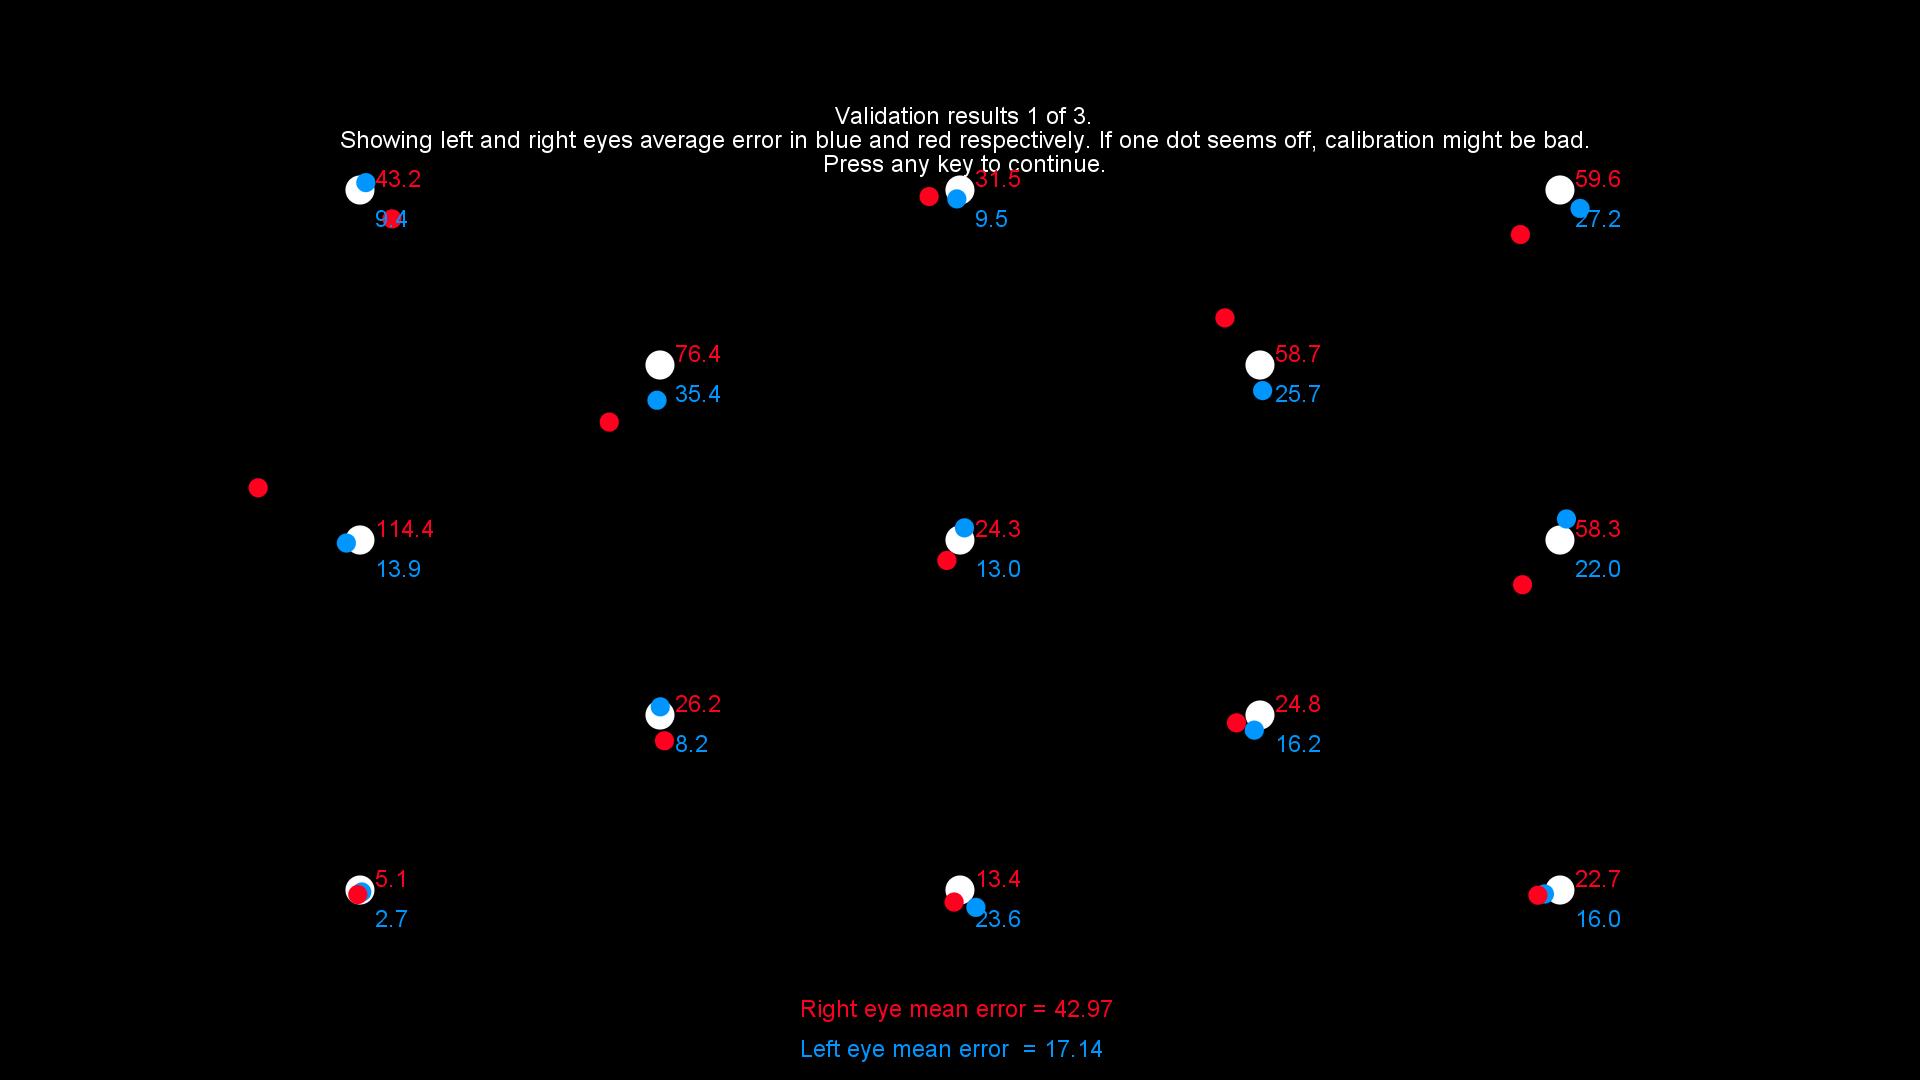 Validation results 1 of 3.
Showing left and right eyes average error in blue and red respectively. If one dot seems off, calibration might be bad.
Press any key to continue.
43.2 31.5 59.6
9.4 9.5 27.2
76.4 58.7
35.4 25.7
114.4 24.3 58.3
13.9 13.0 22.0
26.2 24.8
8.2 16.2
5.1 13.4 22.7
2.7 23.6 16.0
Right eye mean error = 42.97
Left eye mean error = 17.14